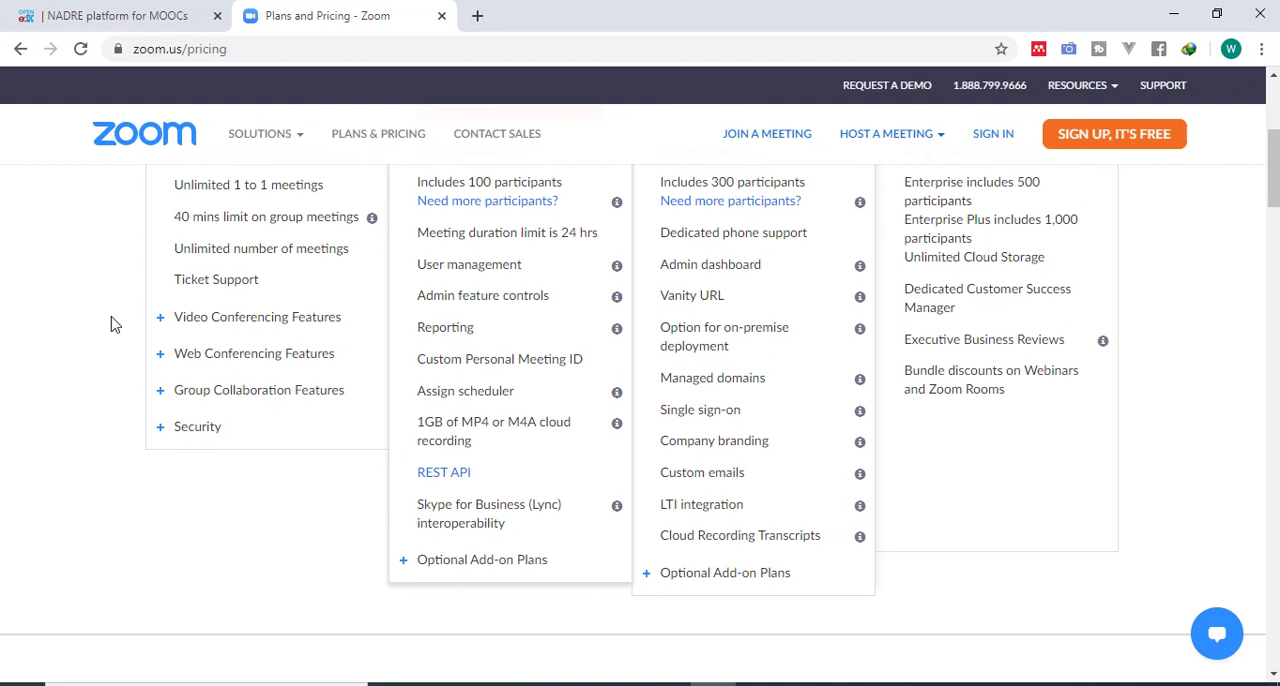 OPEN edX | NADRE platform for MOOCs
Plans and Pricing - Zoom
zoom.us/pricing
W
REQUEST A DEMO 1.888.799.9666 RESOURCES SUPPORT
zoom SOLUTIONS PLANS & PRICING CONTACT SALES JOIN A MEETING HOST A MEETING SIGN IN SIGN UP, IT'S FREE
Unlimited 1 to 1 meetings
40 mins limit on group meetings
Unlimited number of meetings
Ticket Support
+ Video Conferencing Features
+ Web Conferencing Features
+ Group Collaboration Features
+ Security
Includes 100 participants
Need more participants?
Meeting duration limit is 24 hrs
User management
Admin feature controls
Reporting
Custom Personal Meeting ID
Assign scheduler
1GB of MP4 or M4A cloud
recording
REST API
Skype for Business (Lync)
interoperability
+ Optional Add-on Plans
Includes 300 participants
Need more participants?
Dedicated phone support
Admin dashboard
Vanity URL
Option for on-premise
deployment
Managed domains
Single sign-on
Company branding
Custom emails
LTI integration
Cloud Recording Transcripts
+ Optional Add-on Plans
Enterprise includes 500
participants
Enterprise Plus includes 1,000
participants
Unlimited Cloud Storage
Dedicated Customer Success
Manager
Executive Business Reviews
Bundle discounts on Webinars
and Zoom Rooms